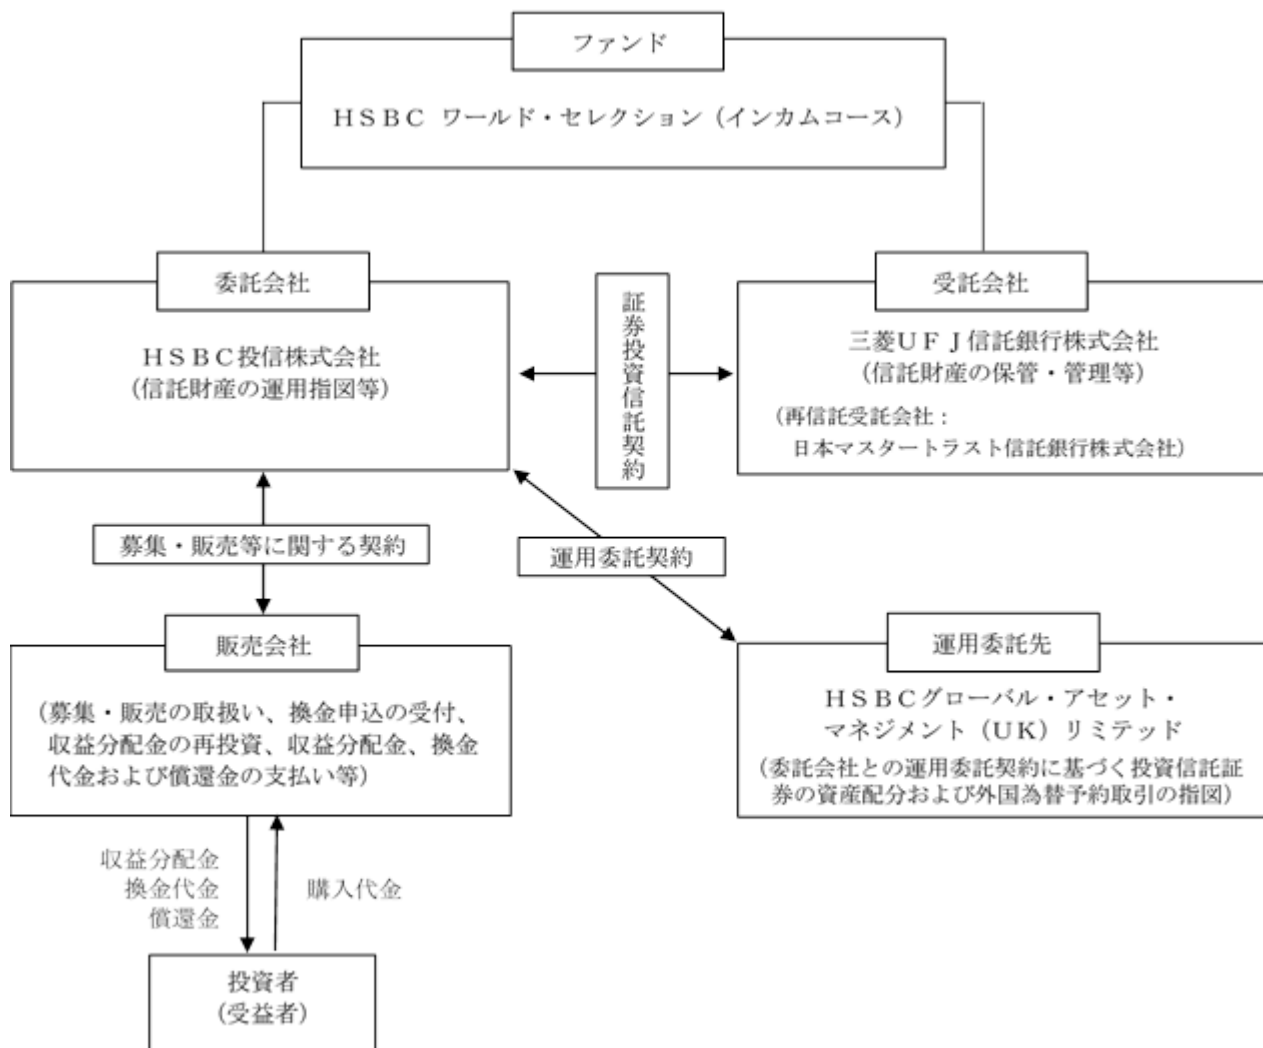 ファンド
ＨＳＢＣ ワールド・セレクション（インカムコース）
委託会社
ＨＳＢＣ投信株式会社
（信託財産の運用指図等）
証券投資信託契約
受託会社
三菱ＵＦＪ信託銀行株式会社
（信託財産の保管・管理等）
（再信託受託会社：
日本マスタートラスト信託銀行株式会社）
募集・販売等に関する契約
運用委託契約
販売会社
（募集・販売の取扱い、換金申込の受付、
収益分配金の再投資、収益分配金、換金
代金および償還金の支払い等）
運用委託先
ＨＳＢＣグローバル・アセット・
マネジメント（ＵＫ）リミテッド
（委託会社との運用委託契約に基づく投資信託証
券の資産配分および外国為替予約取引の指図）
収益分配金
換金代金
償還金
購入代金
投資者
（受益者）